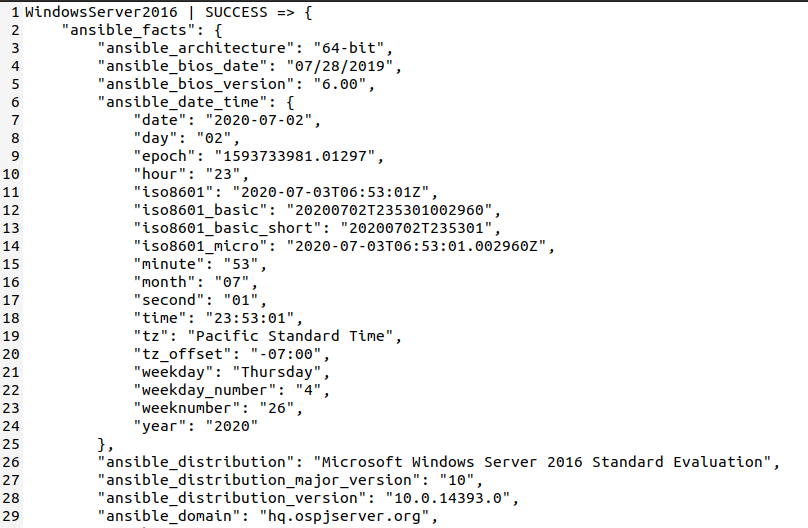 1 WindowsServer2016 | SUCCESS => {
2     "ansible_facts": {
3         "ansible_architecture": "64-bit",
4         "ansible_bios_date": "07/28/2019",
5         "ansible_bios_version": "6.00",
6         "ansible_date_time": {
7             "date": "2020-07-02",
8             "day": "02",
9             "epoch": "1593733981.01297",
10             "hour": "23",
11             "iso8601": "2020-07-03T06:53:01Z",
12             "iso8601_basic": "20200702T235301002960",
13             "iso8601_basic_short": "20200702T235301",
14             "iso8601_micro": "2020-07-03T06:53:01.002960Z",
15             "minute": "53",
16             "month": "07",
17             "second": "01",
18             "time": "23:53:01",
19             "tz": "Pacific Standard Time",
20             "tz_offset": "-07:00",
21             "weekday": "Thursday",
22             "weekday_number": "4",
23             "weeknumber": "26",
24             "year": "2020"
25         },
26         "ansible_distribution": "Microsoft Windows Server 2016 Standard Evaluation",
27         "ansible_distribution_major_version": "10",
28         "ansible_distribution_version": "10.0.14393.0",
29         "ansible_domain": "hq.ospjserver.org",